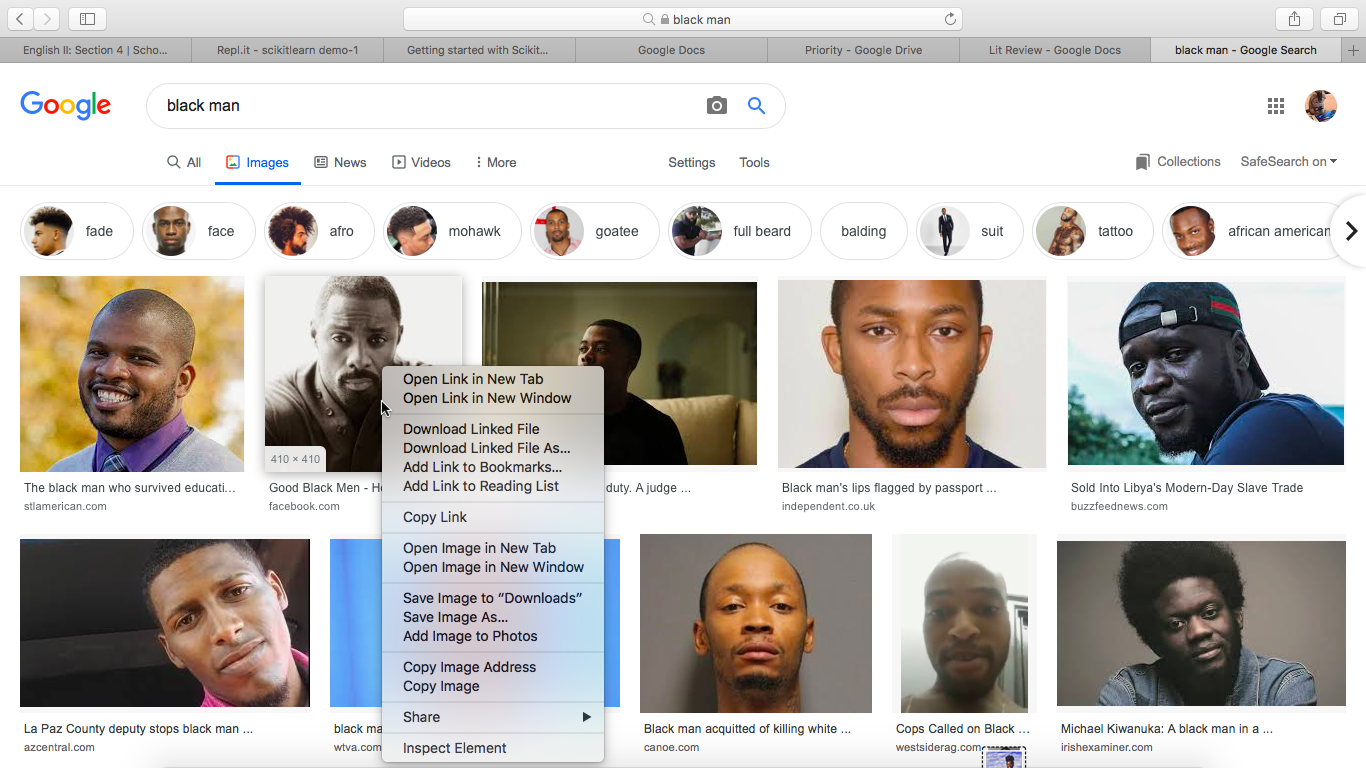 black man
English II: Section 4 | Scho...
Repl.it - scikitlearn demo-1
Getting started with Scikit...
Google Docs
Priority - Google Drive
Lit Review - Google Docs
black man - Google Search
Google
black man
All
Images
News
Videos
More
Settings
Tools
Collections
SafeSearch on
fade
face
afro
mohawk
goatee
full beard
balding
suit
tattoo
african american
410 × 410
The black man who survived educati...
stlamerican.com
Good Black Men - H
facebook.com
duty. A judge ...
Black man's lips flagged by passport ...
independent.co.uk
Sold Into Libya's Modern-Day Slave Trade
buzzfeednews.com
Open Link in New Tab
Open Link in New Window
Download Linked File
Download Linked File As...
Add Link to Bookmarks...
Add Link to Reading List
Copy Link
Open Image in New Tab
Open Image in New Window
Save Image to “Downloads”
Save Image As...
Add Image to Photos
Copy Image Address
Copy Image
Share
Inspect Element
La Paz County deputy stops black man ...
azcentral.com
black ma
wtva.com
Black man acquitted of killing white ...
canoe.com
Cops Called on Black ...
westsiderag.com
Michael Kiwanuka: A black man in a ...
irishexaminer.com